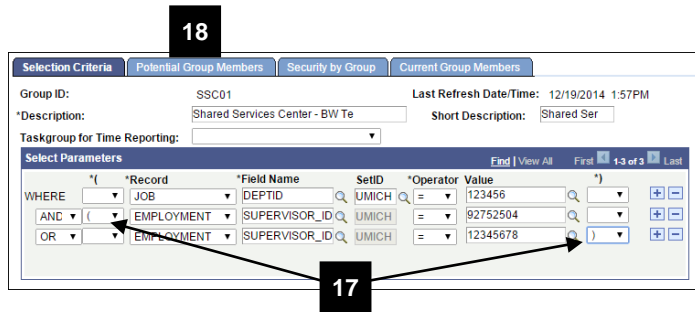 18
Selection Criteria Potential Group Members Security by Group Current Group Members
Group ID: SSC01 Last Refresh Date/Time: 12/19/2014 1:57PM
*Description: Shared Services Center - BW Te Short Description: Shared Ser
Taskgroup for Time Reporting:
Select Parameters Find | View All First 1-3 of 3 Last
*( *Record *Field Name SetID *Operator Value *)
WHERE JOB DEPTID UMICH = 123456
AND ( EMPLOYMENT SUPERVISOR_ID UMICH = 92752504
OR EMPLOYMENT SUPERVISOR_ID UMICH = 12345678 )
17